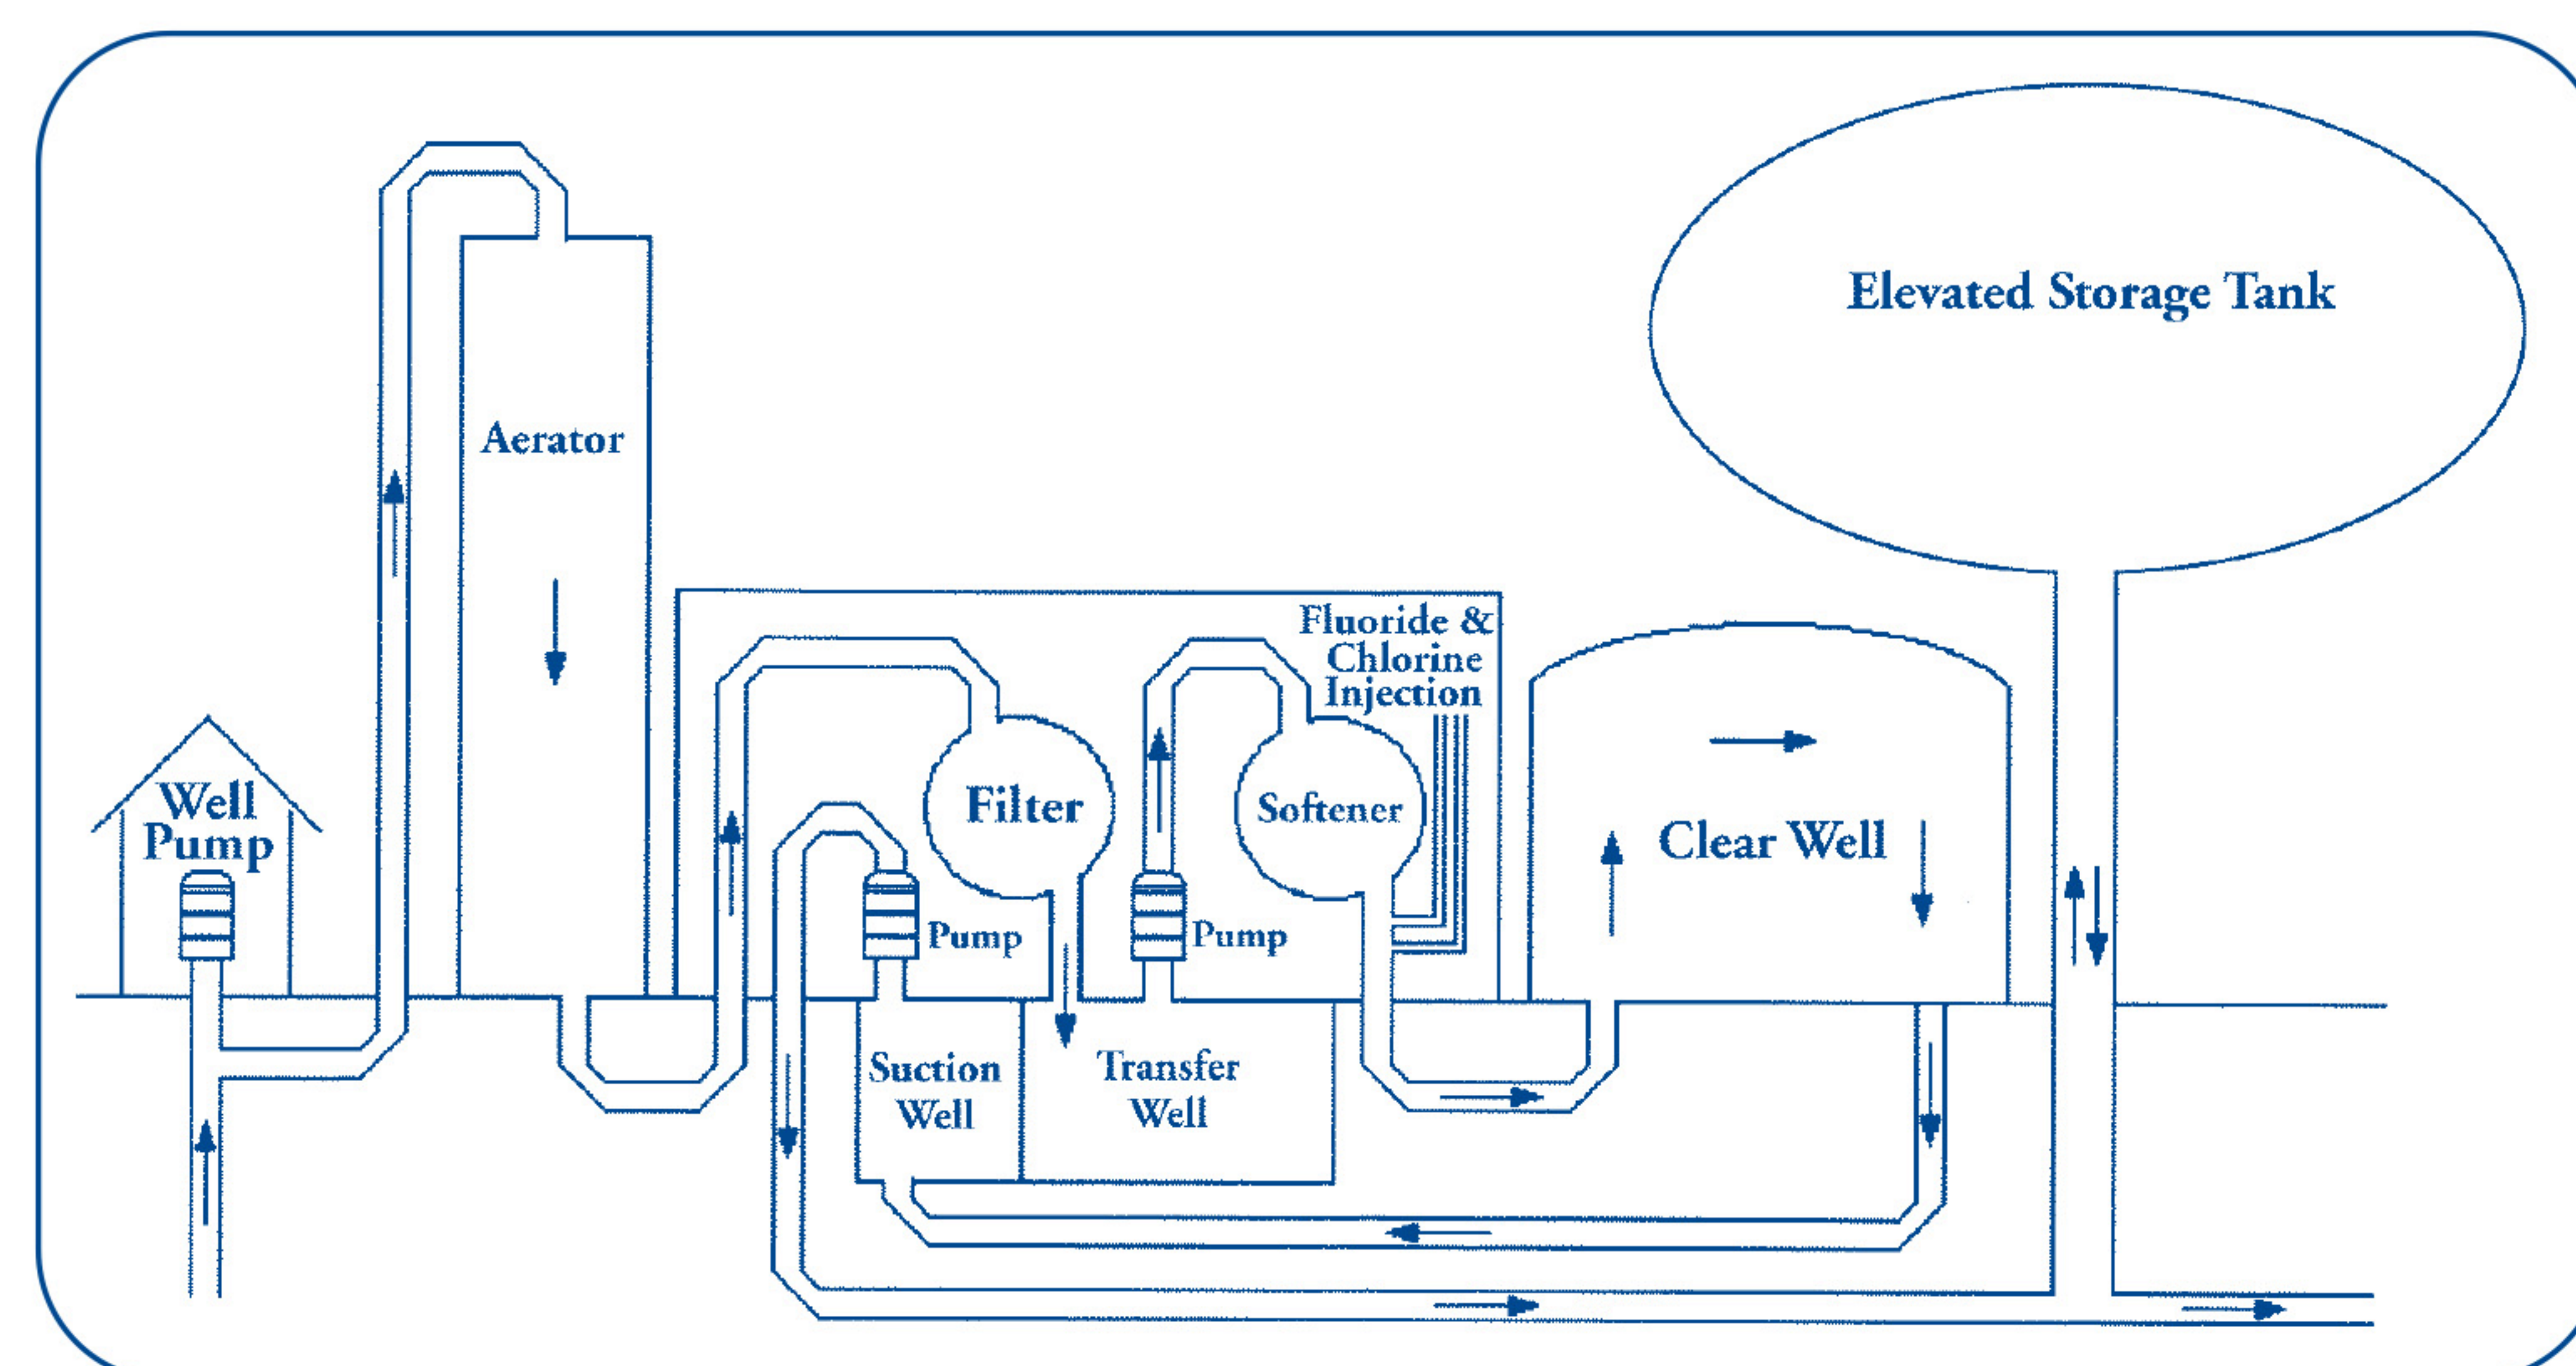 Elevated Storage Tank
Aerator
Fluoride &
Chlorine
Injection
Well
Pump
Filter
Softener
Clear Well
Pump
Pump
Suction
Well
Transfer
Well